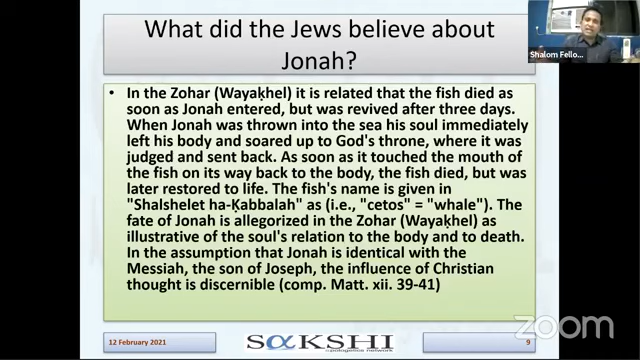 Shalom Fello...
What did the Jews believe about
Jonah?
• In the Zohar (Wayaḳhel) it is related that the fish died as
soon as Jonah entered, but was revived after three days.
When Jonah was thrown into the sea his soul immediately
left his body and soared up to God's throne, where it was
judged and sent back. As soon as it touched the mouth of
the fish on its way back to the body, the fish died, but was
later restored to life. The fish's name is given in
"Shalshelet ha-Ḳabbalah" as (i.e., "cetos" = "whale"). The
fate of Jonah is allegorized in the Zohar (Wayaḳhel) as
illustrative of the soul's relation to the body and to death.
In the assumption that Jonah is identical with the
Messiah, the son of Joseph, the influence of Christian
thought is discernible (comp. Matt. xii. 39-41)
zoom
12 February 2021
SαKSHI
an apologetics network
9